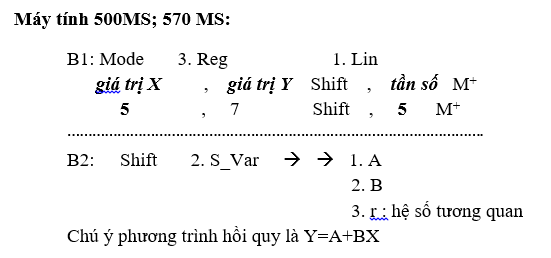 Máy tính 500MS; 570 MS:
B1: Mode 3. Reg 1. Lin
giá trị X , giá trị Y Shift , tần số M⁺
5 , 7 Shift , 5 M⁺
...............................................................................................
B2: Shift 2. S_Var → → 1. A
2. B
3. r : hệ số tương quan
Chú ý phương trình hồi quy là Y=A+BX